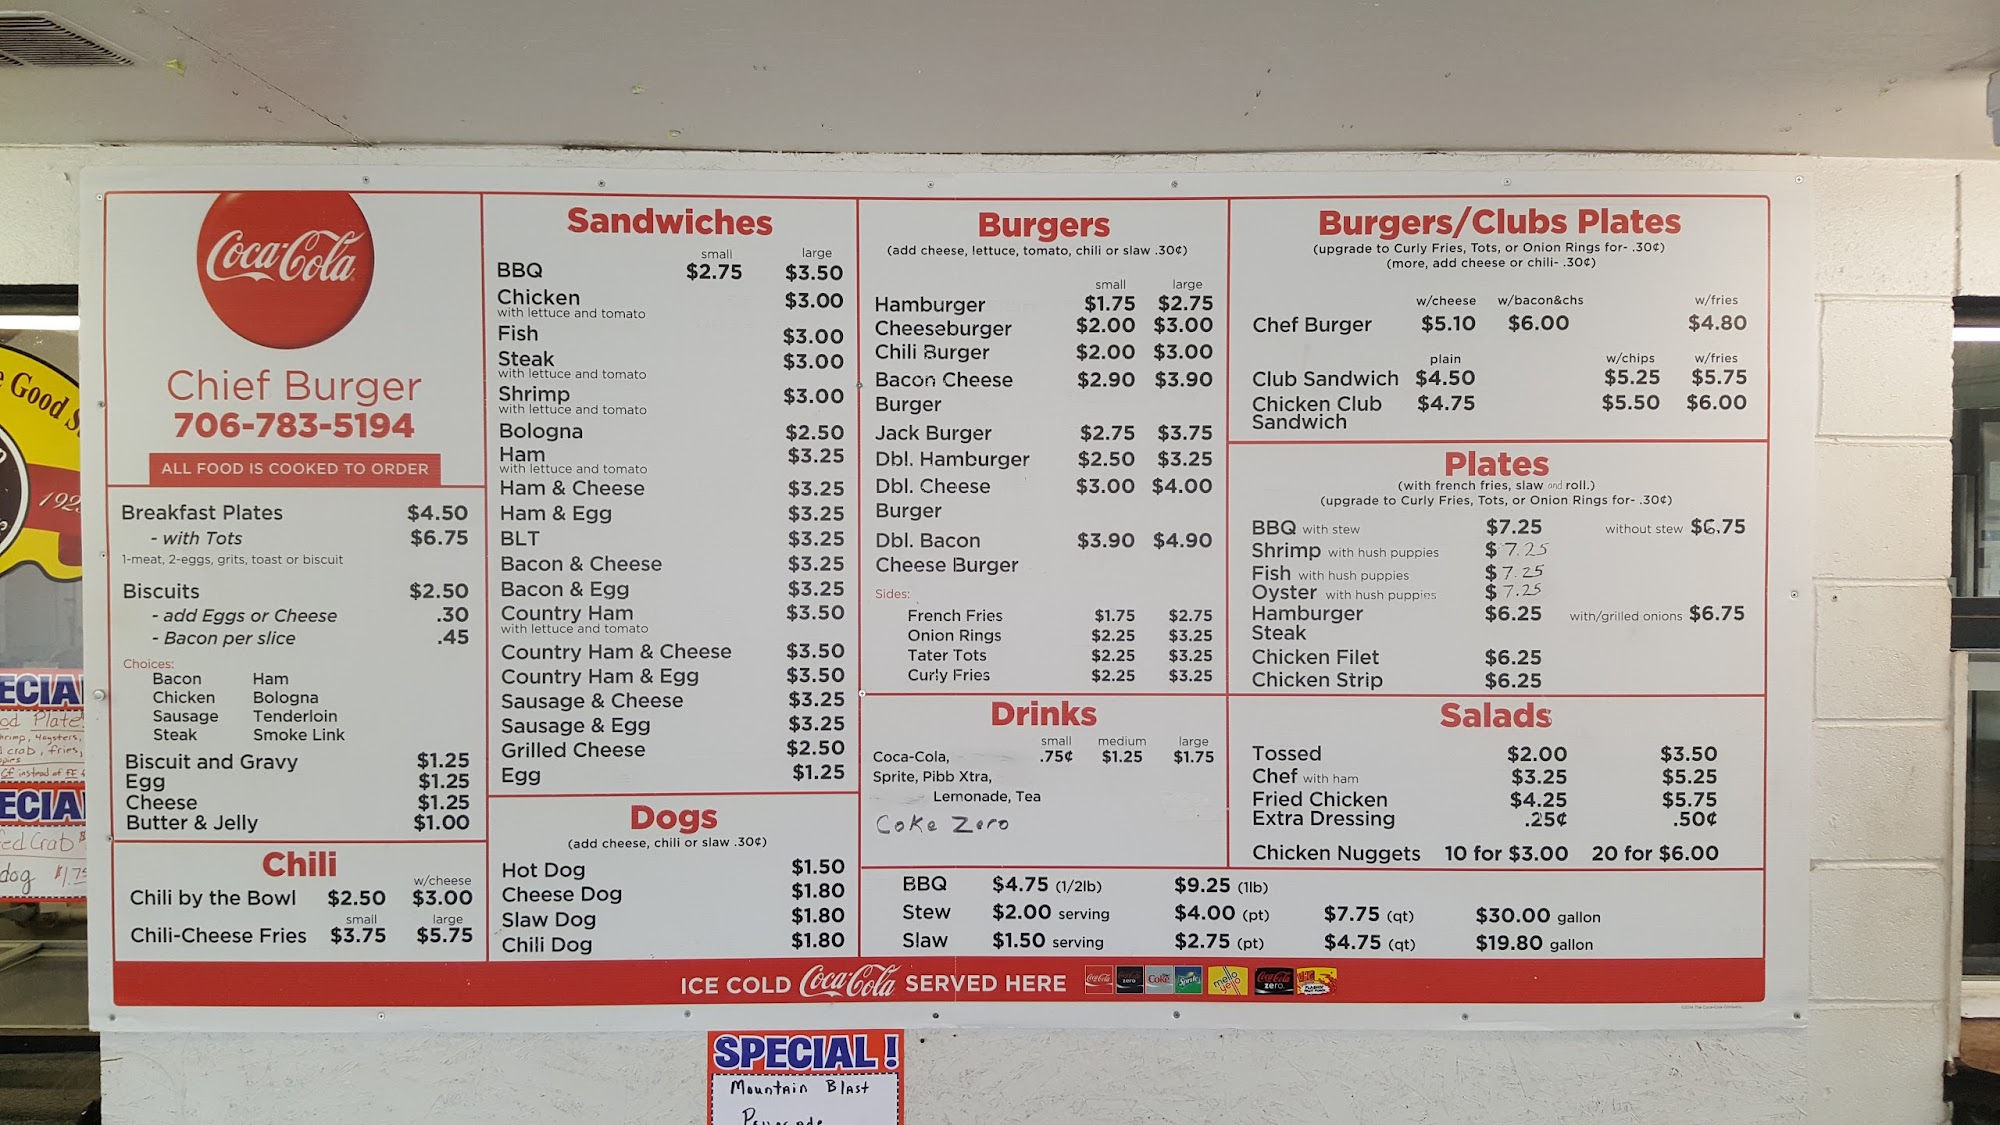 Coca-Cola
Chief Burger
706-783-5194
ALL FOOD IS COOKED TO ORDER
Breakfast Plates $4.50
- with Tots $6.75
1-meat, 2-eggs, grits, toast or biscuit
Biscuits $2.50
- add Eggs or Cheese .30
- Bacon per slice .45
Choices:
Bacon Ham
Chicken Bologna
Sausage Tenderloin
Steak Smoke Link
Biscuit and Gravy $1.25
Egg $1.25
Cheese $1.25
Butter & Jelly $1.00
Chili
w/cheese
Chili by the Bowl $2.50 $3.00
small large
Chili-Cheese Fries $3.75 $5.75
Sandwiches
small large
BBQ $2.75 $3.50
Chicken $3.00
with lettuce and tomato
Fish $3.00
Steak $3.00
with lettuce and tomato
Shrimp $3.00
with lettuce and tomato
Bologna $2.50
Ham $3.25
with lettuce and tomato
Ham & Cheese $3.25
Ham & Egg $3.25
BLT $3.25
Bacon & Cheese $3.25
Bacon & Egg $3.25
Country Ham $3.50
with lettuce and tomato
Country Ham & Cheese $3.50
Country Ham & Egg $3.50
Sausage & Cheese $3.25
Sausage & Egg $3.25
Grilled Cheese $2.50
Egg $1.25
Dogs
(add cheese, chili or slaw .30¢)
Hot Dog $1.50
Cheese Dog $1.80
Slaw Dog $1.80
Chili Dog $1.80
Burgers
(add cheese, lettuce, tomato, chili or slaw .30¢)
small large
Hamburger $1.75 $2.75
Cheeseburger $2.00 $3.00
Chili Burger $2.00 $3.00
Bacon Cheese $2.90 $3.90
Burger
Jack Burger $2.75 $3.75
Dbl. Hamburger $2.50 $3.25
Dbl. Cheese $3.00 $4.00
Burger
Dbl. Bacon $3.90 $4.90
Cheese Burger
Sides:
French Fries $1.75 $2.75
Onion Rings $2.25 $3.25
Tater Tots $2.25 $3.25
Curly Fries $2.25 $3.25
Drinks
small medium large
Coca-Cola, .75¢ $1.25 $1.75
Sprite, Pibb Xtra,
Lemonade, Tea
Coke Zero
Burgers/Clubs Plates
(upgrade to Curly Fries, Tots, or Onion Rings for- .30¢)
(more, add cheese or chili- .30¢)
w/cheese w/bacon&chs w/fries
Chef Burger $5.10 $6.00 $4.80
plain w/chips w/fries
Club Sandwich $4.50 $5.25 $5.75
Chicken Club $4.75 $5.50 $6.00
Sandwich
Plates
(with french fries, slaw and roll.)
(upgrade to Curly Fries, Tots, or Onion Rings for- .30¢)
BBQ with stew $7.25 without stew $6.75
Shrimp with hush puppies $7.25
Fish with hush puppies $7.25
Oyster with hush puppies $7.25
Hamburger $6.25 with/grilled onions $6.75
Steak
Chicken Filet $6.25
Chicken Strip $6.25
Salads
Tossed $2.00 $3.50
Chef with ham $3.25 $5.25
Fried Chicken $4.25 $5.75
Extra Dressing .25¢ .50¢
Chicken Nuggets 10 for $3.00 20 for $6.00
BBQ $4.75 (1/2lb) $9.25 (1lb)
Stew $2.00 serving $4.00 (pt) $7.75 (qt) $30.00 gallon
Slaw $1.50 serving $2.75 (pt) $4.75 (qt) $19.80 gallon
ICE COLD Coca-Cola SERVED HERE
SPECIAL!
Mountain Blast
Good
ECIA
ECIA
dog $1.75